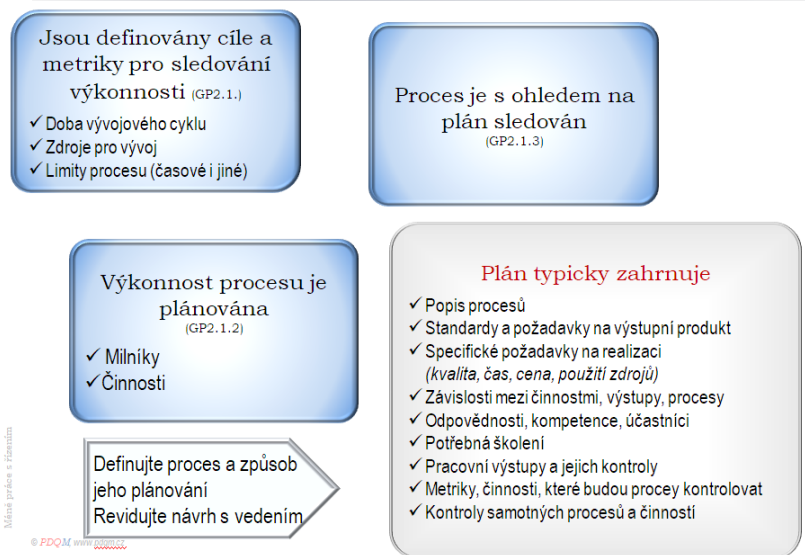 Jsou definovány cíle a
metriky pro sledování
výkonnosti (GP2.1.)
✓ Doba vývojového cyklu
✓ Zdroje pro vývoj
✓ Limity procesu (časové i jiné)
Proces je s ohledem na
plán sledován
(GP2.1.3)
Výkonnost procesu je
plánována
(GP2.1.2)
✓ Milníky
✓ Činnosti
Definujte proces a způsob
jeho plánování
Revidujte návrh s vedením
Plán typicky zahrnuje
✓ Popis procesů
✓ Standardy a požadavky na výstupní produkt
✓ Specifické požadavky na realizaci
(kvalita, čas, cena, použití zdrojů)
✓ Závislosti mezi činnostmi, výstupy, procesy
✓ Odpovědnosti, kompetence, účastníci
✓ Potřebná školení
✓ Pracovní výstupy a jejich kontroly
✓ Metriky, činnosti, které budou procey kontrolovat
✓ Kontroly samotných procesů a činností
Méně práce s řízením
© PDQM www.pdqm.cz